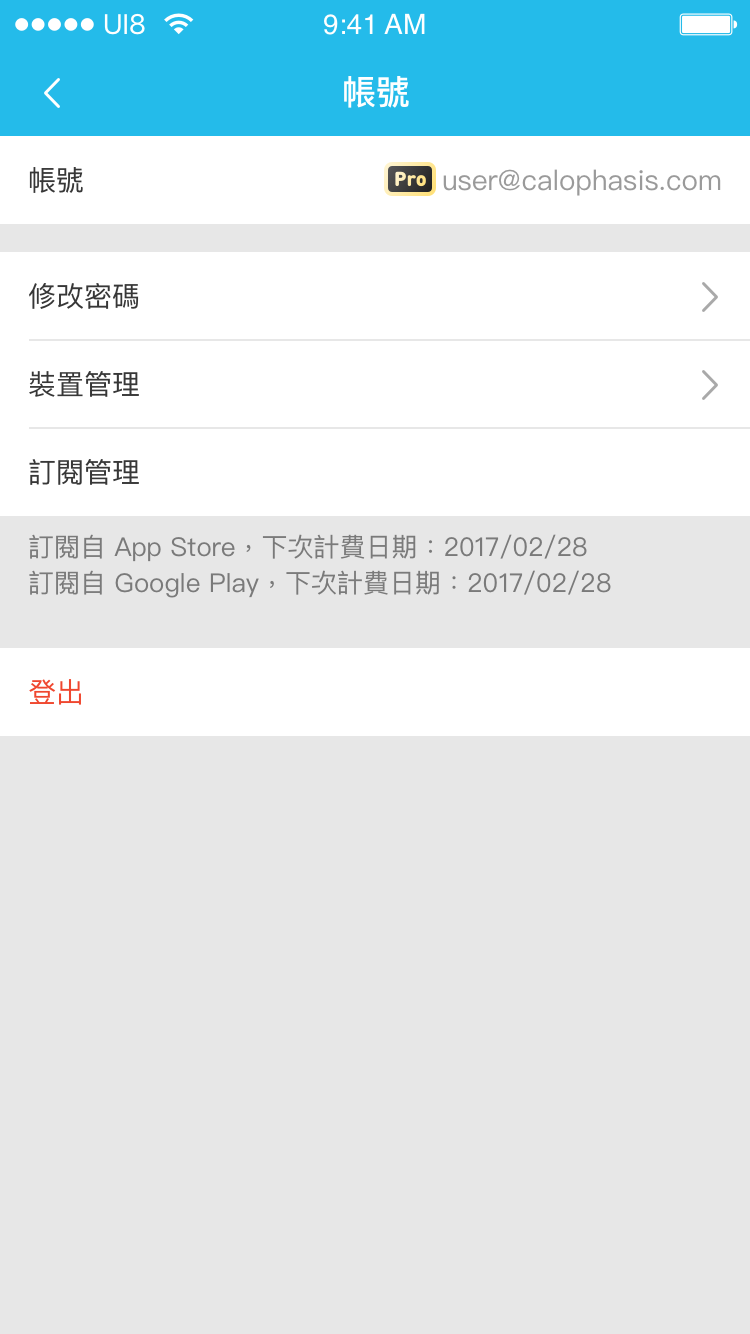 UI8 9:41 AM
帳號
帳號 Pro user@calophasis.com
修改密碼
裝置管理
訂閱管理
訂閱自 App Store，下次計費日期：2017/02/28
訂閱自 Google Play，下次計費日期：2017/02/28
登出